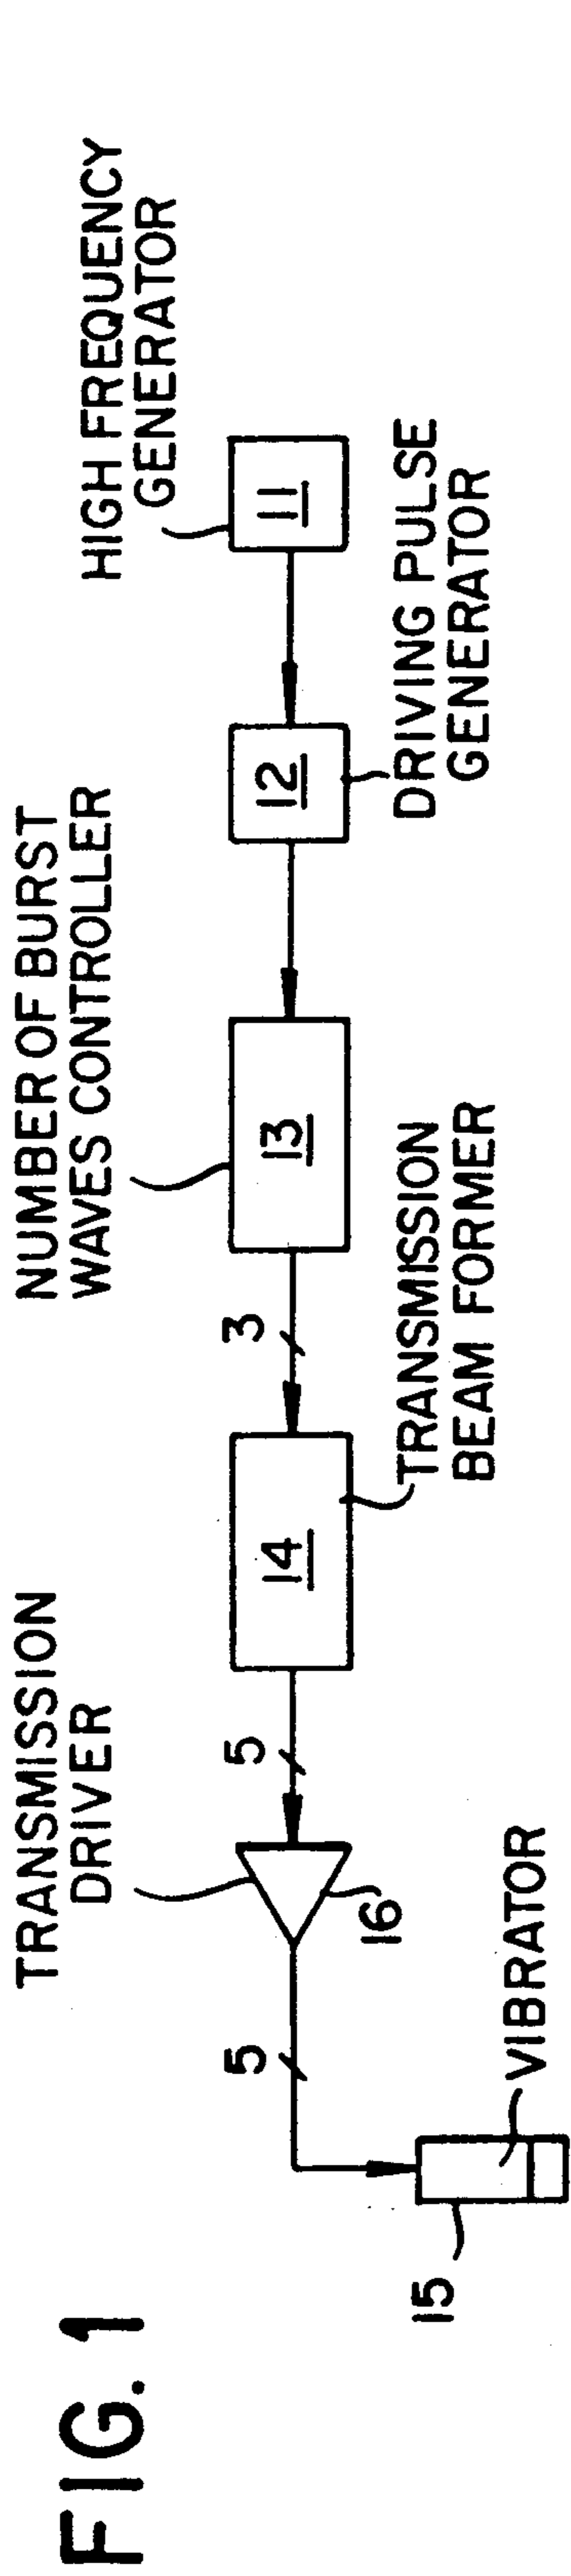 FIG. 1
15
VIBRATOR
5
TRANSMISSION
DRIVER
16
5
14
TRANSMISSION
BEAM FORMER
3
NUMBER OF BURST
WAVES CONTROLLER
13
12
DRIVING PULSE
GENERATOR
HIGH FREQUENCY
GENERATOR
11